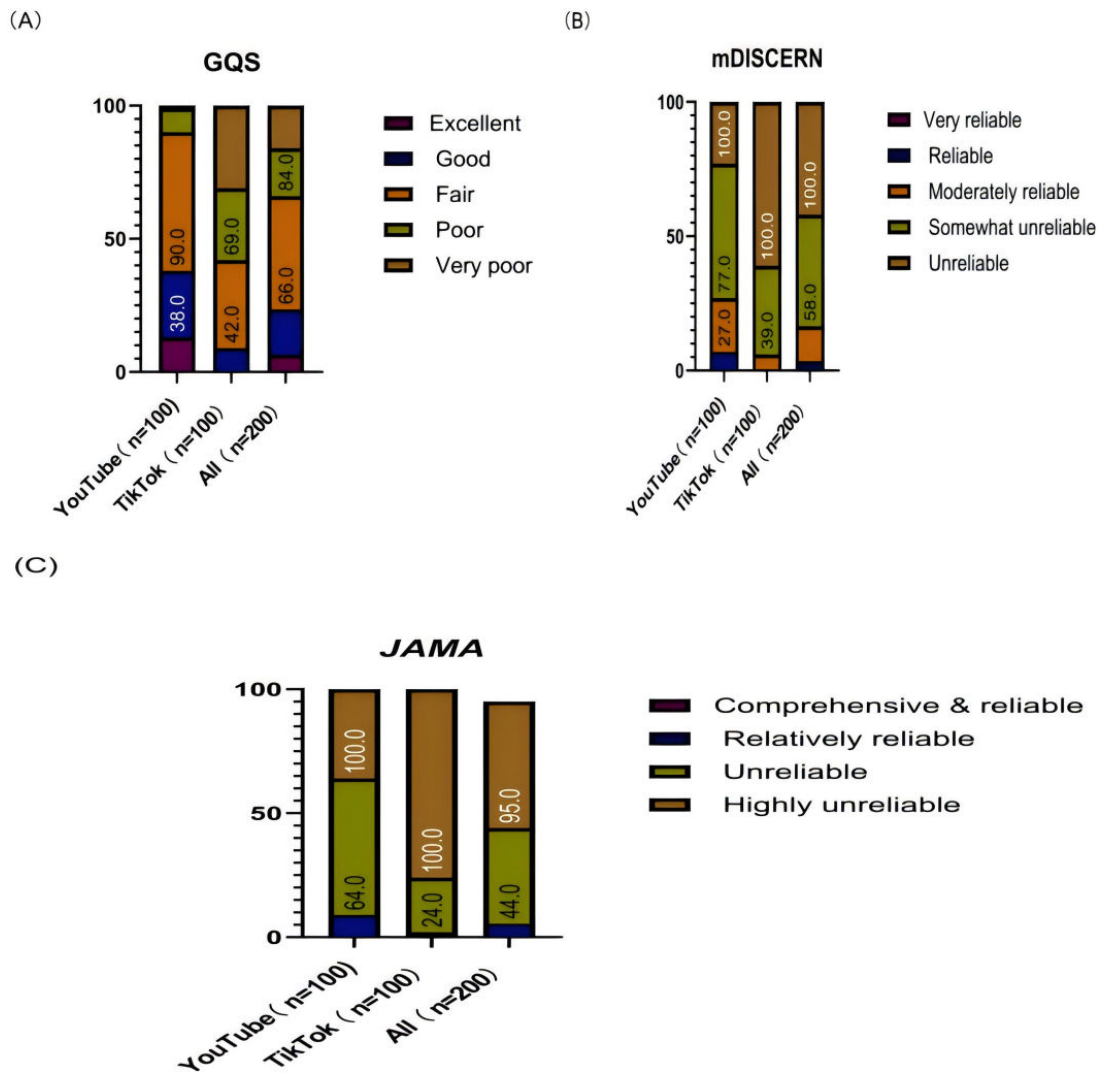 (A)
GQS
100
50
0
90.0
38.0
69.0
42.0
84.0
66.0
YouTube（n=100)
TikTok（n=100）
All（n=200）
Excellent
Good
Fair
Poor
Very poor
(B)
mDISCERN
100
50
0
100.0
77.0
27.0
100.0
39.0
100.0
58.0
YouTube（n=100)
TikTok（n=100）
All（n=200）
Very reliable
Reliable
Moderately reliable
Somewhat unreliable
Unreliable
(C)
JAMA
100
50
0
100.0
64.0
100.0
24.0
95.0
44.0
YouTube（n=100)
TikTok（n=100）
All（n=200）
Comprehensive & reliable
Relatively reliable
Unreliable
Highly unreliable